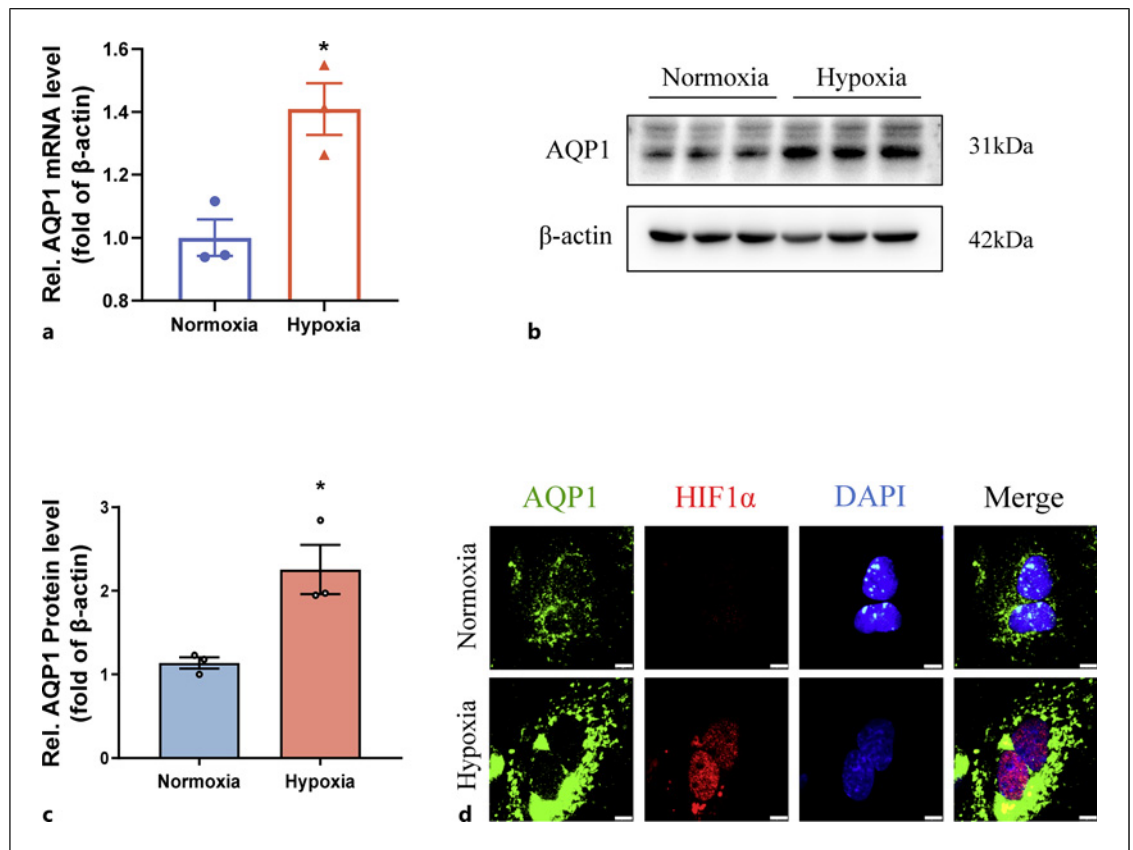 Rel. AQP1 mRNA level
(fold of β-actin)
1.6
1.4
1.2
1.0
0.8
*
Normoxia
Hypoxia
a
Normoxia
Hypoxia
AQP1
31kDa
β-actin
42kDa
b
Rel. AQP1 Protein level
(fold of β-actin)
3
2
1
0
*
Normoxia
Hypoxia
c
AQP1
HIF1α
DAPI
Merge
Normoxia
Hypoxia
d